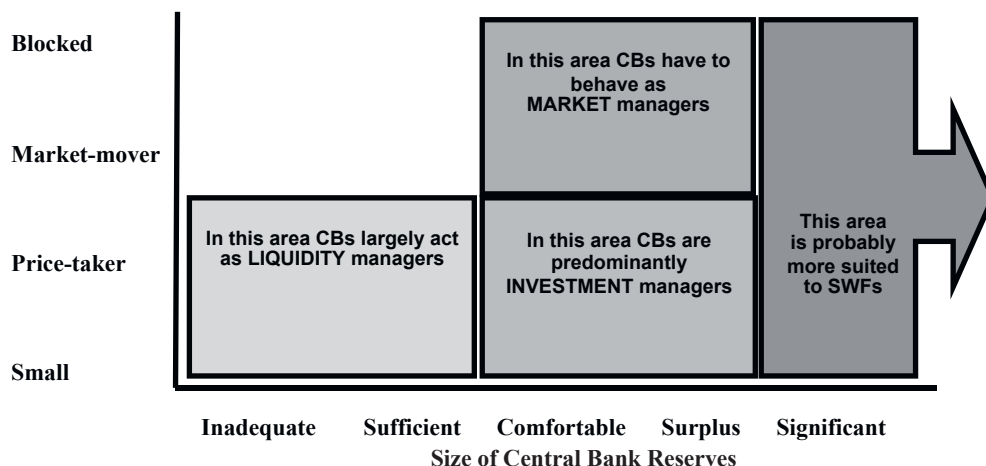 Blocked
Market-mover
Price-taker
Small
In this area CBs have to
behave as
MARKET managers
In this area CBs largely act
as LIQUIDITY managers
In this area CBs are
predominantly
INVESTMENT managers
This area
is probably
more suited
to SWFs
Inadequate Sufficient Comfortable Surplus Significant
Size of Central Bank Reserves